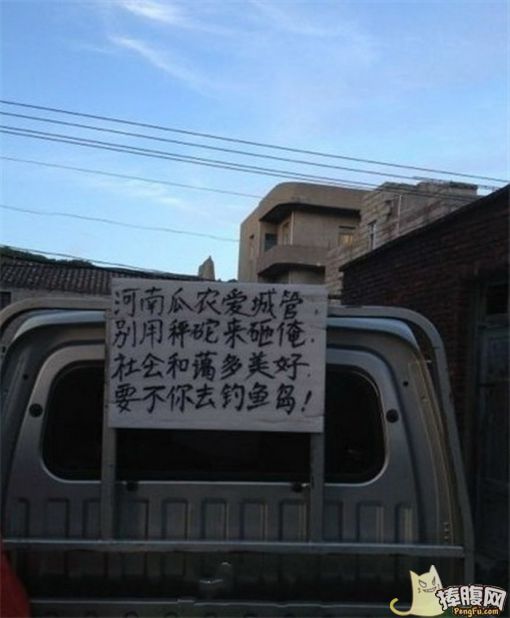 河南瓜农爱城管,
别用秤砣来砸俺.
社会和蔼多美好.
要不你去钓鱼岛!
捧腹网
PengFu.com